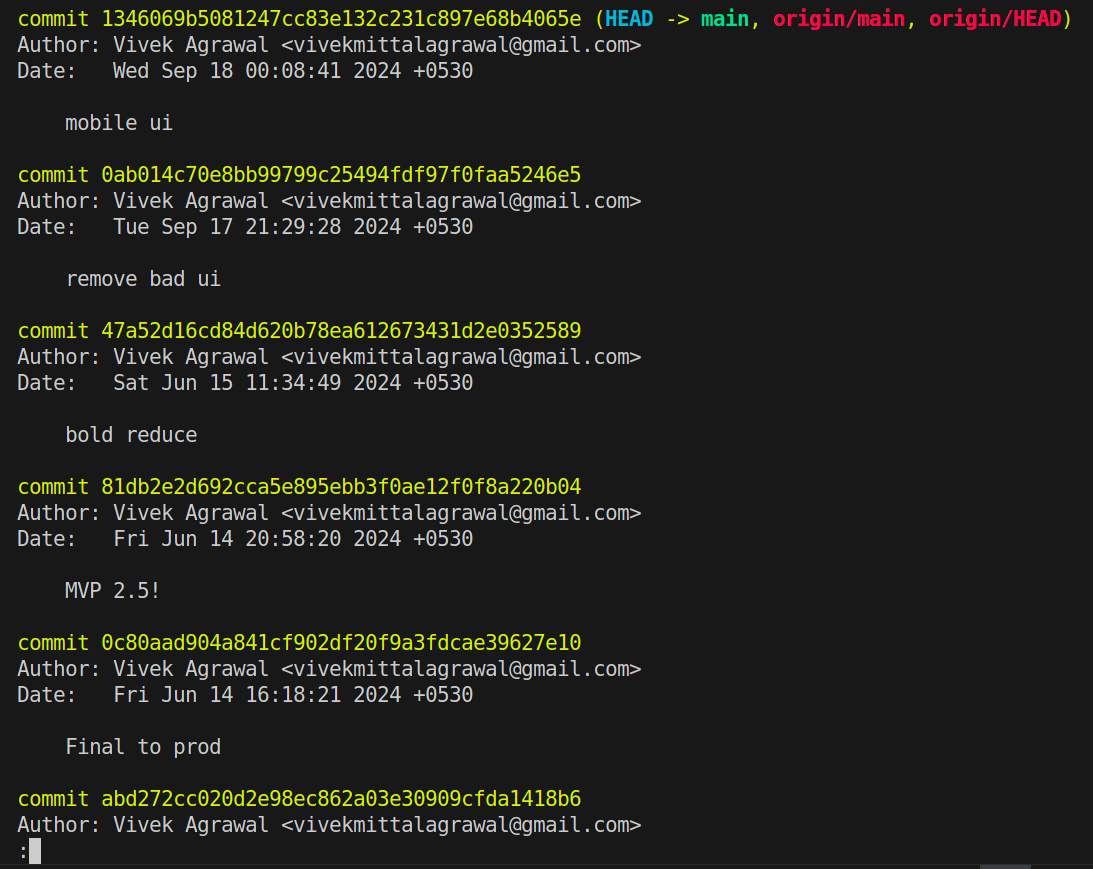 commit 1346069b5081247cc83e132c231c897e68b4065e (HEAD -> main, origin/main, origin/HEAD)
Author: Vivek Agrawal <vivekmittalagrawal@gmail.com>
Date:   Wed Sep 18 00:08:41 2024 +0530
    mobile ui
commit 0ab014c70e8bb99799c25494fdf97f0faa5246e5
Author: Vivek Agrawal <vivekmittalagrawal@gmail.com>
Date:   Tue Sep 17 21:29:28 2024 +0530
    remove bad ui
commit 47a52d16cd84d620b78ea612673431d2e0352589
Author: Vivek Agrawal <vivekmittalagrawal@gmail.com>
Date:   Sat Jun 15 11:34:49 2024 +0530
    bold reduce
commit 81db2e2d692cca5e895ebb3f0ae12f0f8a220b04
Author: Vivek Agrawal <vivekmittalagrawal@gmail.com>
Date:   Fri Jun 14 20:58:20 2024 +0530
    MVP 2.5!
commit 0c80aad904a841cf902df20f9a3fdcae39627e10
Author: Vivek Agrawal <vivekmittalagrawal@gmail.com>
Date:   Fri Jun 14 16:18:21 2024 +0530
    Final to prod
commit abd272cc020d2e98ec862a03e30909cfda1418b6
Author: Vivek Agrawal <vivekmittalagrawal@gmail.com>
: